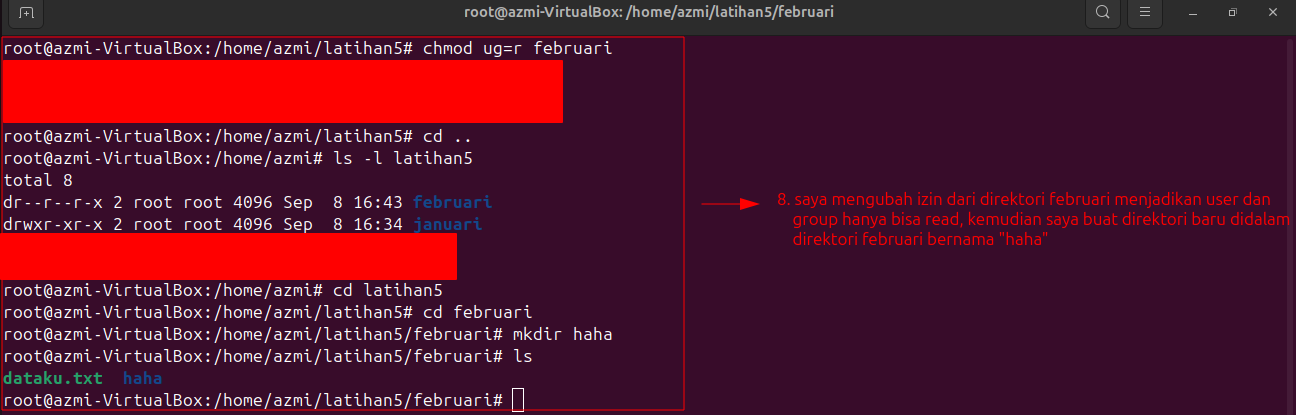 root@azmi-VirtualBox: /home/azmi/latihan5/februari
root@azmi-VirtualBox:/home/azmi/latihan5# chmod ug=r februari
root@azmi-VirtualBox:/home/azmi/latihan5# cd ..
root@azmi-VirtualBox:/home/azmi# ls -l latihan5
total 8
dr--r--r-x 2 root root 4096 Sep  8 16:43 februari
drwxr-xr-x 2 root root 4096 Sep  8 16:34 januari
root@azmi-VirtualBox:/home/azmi# cd latihan5
root@azmi-VirtualBox:/home/azmi/latihan5# cd februari
root@azmi-VirtualBox:/home/azmi/latihan5/februari# mkdir haha
root@azmi-VirtualBox:/home/azmi/latihan5/februari# ls
dataku.txt  haha
root@azmi-VirtualBox:/home/azmi/latihan5/februari#
8. saya mengubah izin dari direktori februari menjadikan user dan
group hanya bisa read, kemudian saya buat direktori baru didalam
direktori februari bernama "haha"